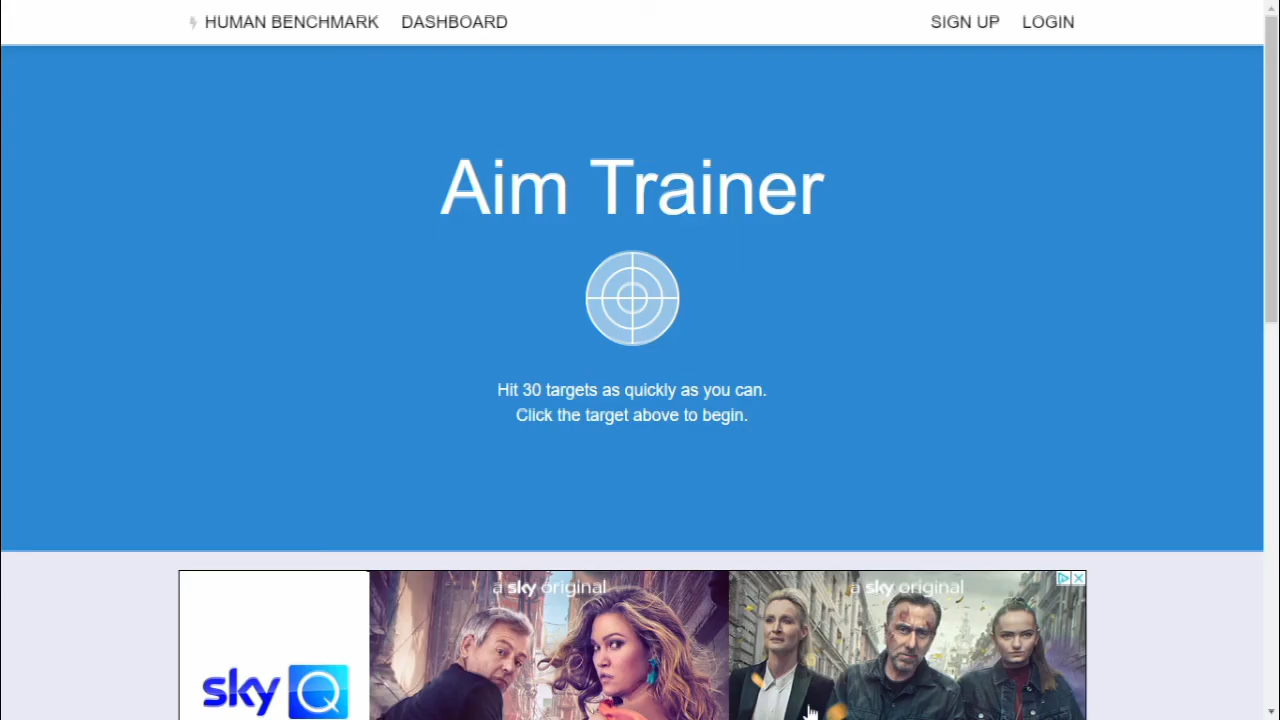 HUMAN BENCHMARK DASHBOARD SIGN UP LOGIN
Aim Trainer
Hit 30 targets as quickly as you can.
Click the target above to begin.
a sky original
a sky original
sky Q